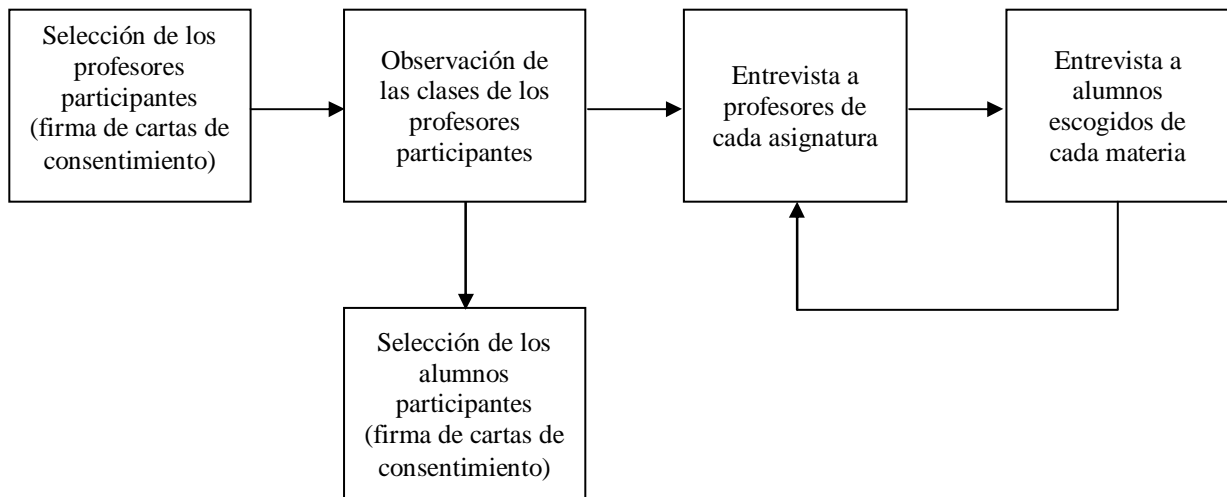 Selección de los
profesores
participantes
(firma de cartas de
consentimiento)
Observación de
las clases de los
profesores
participantes
Entrevista a
profesores de
cada asignatura
Entrevista a
alumnos
escogidos de
cada materia
Selección de los
alumnos
participantes
(firma de cartas de
consentimiento)